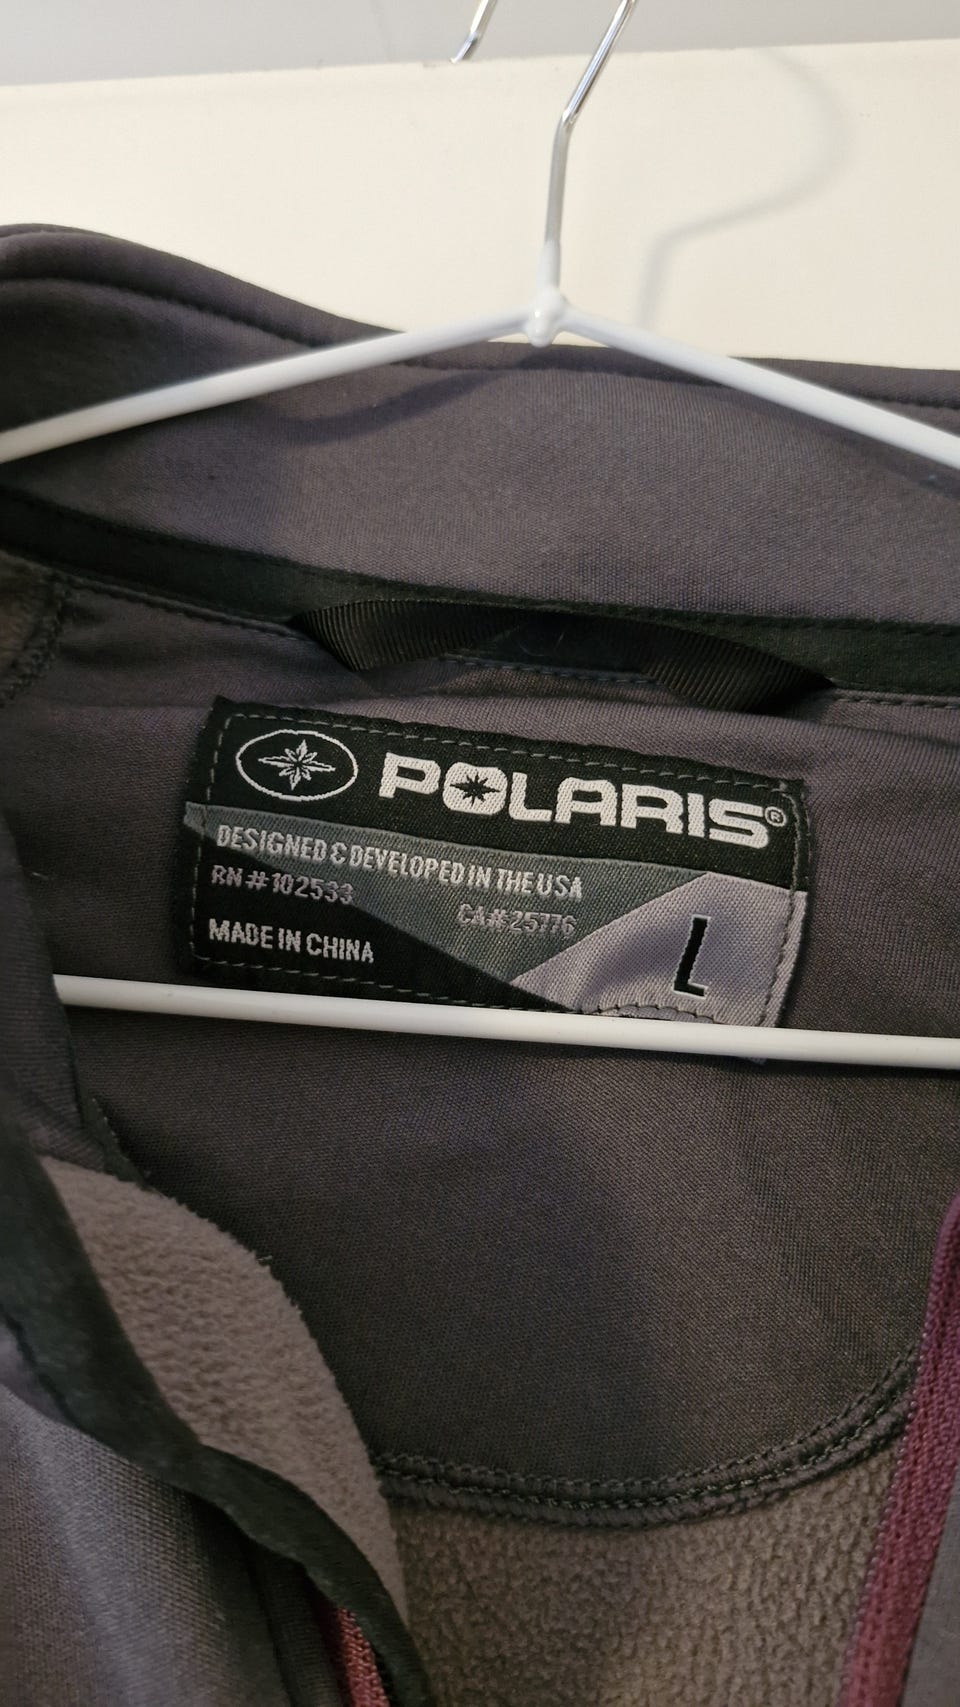 POLARIS®
DESIGNED & DEVELOPED IN THE USA
RN # 102533
CA# 25776
MADE IN CHINA
L